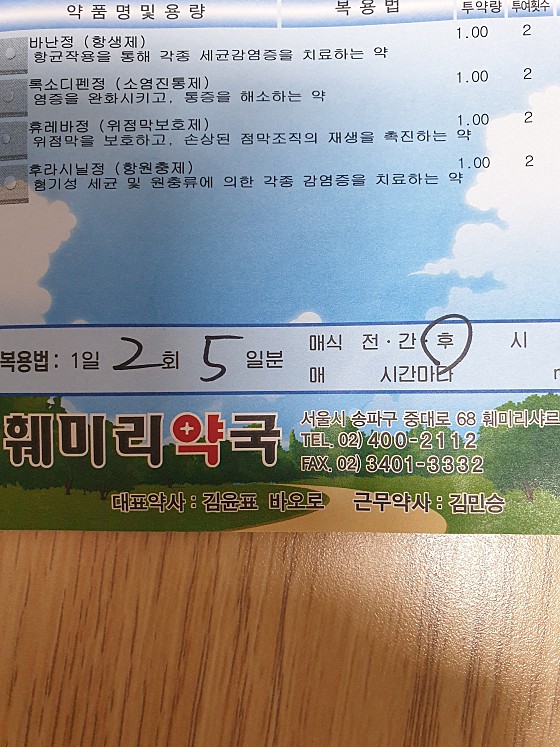 약 품 명 및 용 량 복 용 법 투약량 투여횟수
바난정 (항생제) 1.00 2
항균작용을 통해 각종 세균감염증을 치료하는 약
록소디펜정 (소염진통제) 1.00 2
염증을 완화시키고, 통증을 해소하는 약
휴레바정 (위점막보호제) 1.00 2
위점막을 보호하고, 손상된 점막조직의 재생을 촉진하는 약
후라시닐정 (항원충제) 1.00 2
혐기성 세균 및 원충류에 의한 각종 감염증을 치료하는 약
복용법 : 1일 2회 5일분 매식 전 · 간 · 후 시
매 시간마다
훼미리약국
서울시 송파구 중대로 68 훼미리샤르
TEL. 02) 400-2112
FAX. 02) 3401-3332
대표약사 : 김윤표 바오로 근무약사 : 김민승